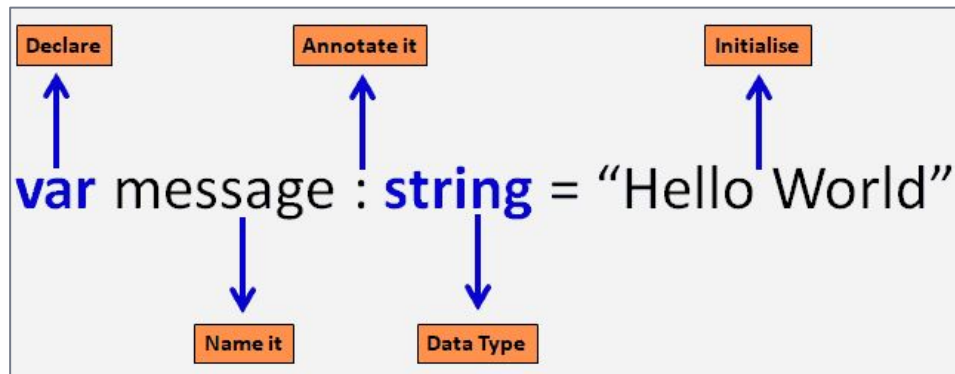 Declare Annotate it Initialise
var message : string = “Hello World”
Name it Data Type